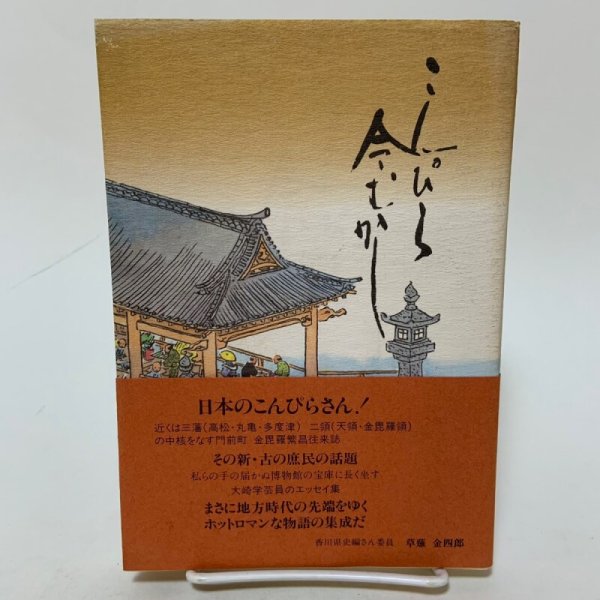 こんぴら
今むかし
日本のこんぴらさん!
近くは三藩(高松・丸亀・多度津) 二領(天領・金毘羅領)
の中核をなす門前町 金毘羅繁昌往来誌
その新・古の庶民の話題
私らの手の届かぬ博物館の宝庫に長く坐す
大崎学芸員のエッセイ集
まさに地方時代の先端をゆく
ホットロマンな物語の集成だ
香川県史編さん委員 草薙 金四郎